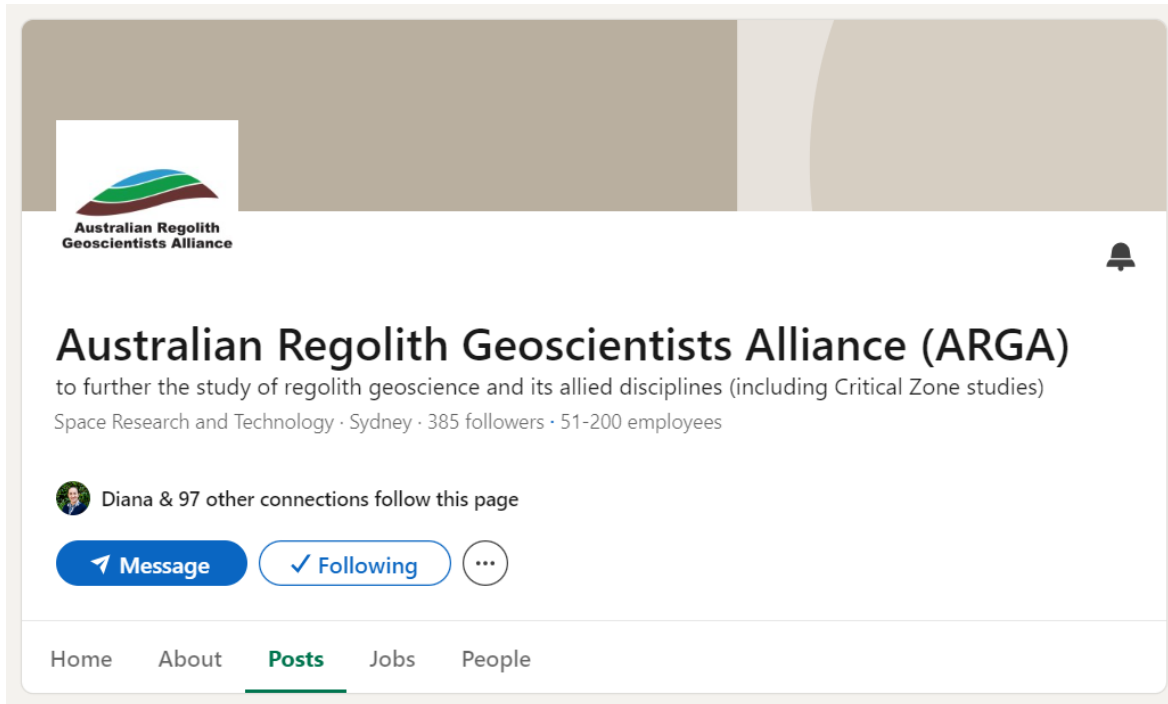 Australian Regolith
Geoscientists Alliance
Australian Regolith Geoscientists Alliance (ARGA)
to further the study of regolith geoscience and its allied disciplines (including Critical Zone studies)
Space Research and Technology · Sydney · 385 followers · 51-200 employees
Diana & 97 other connections follow this page
Message
Following
Home
About
Posts
Jobs
People